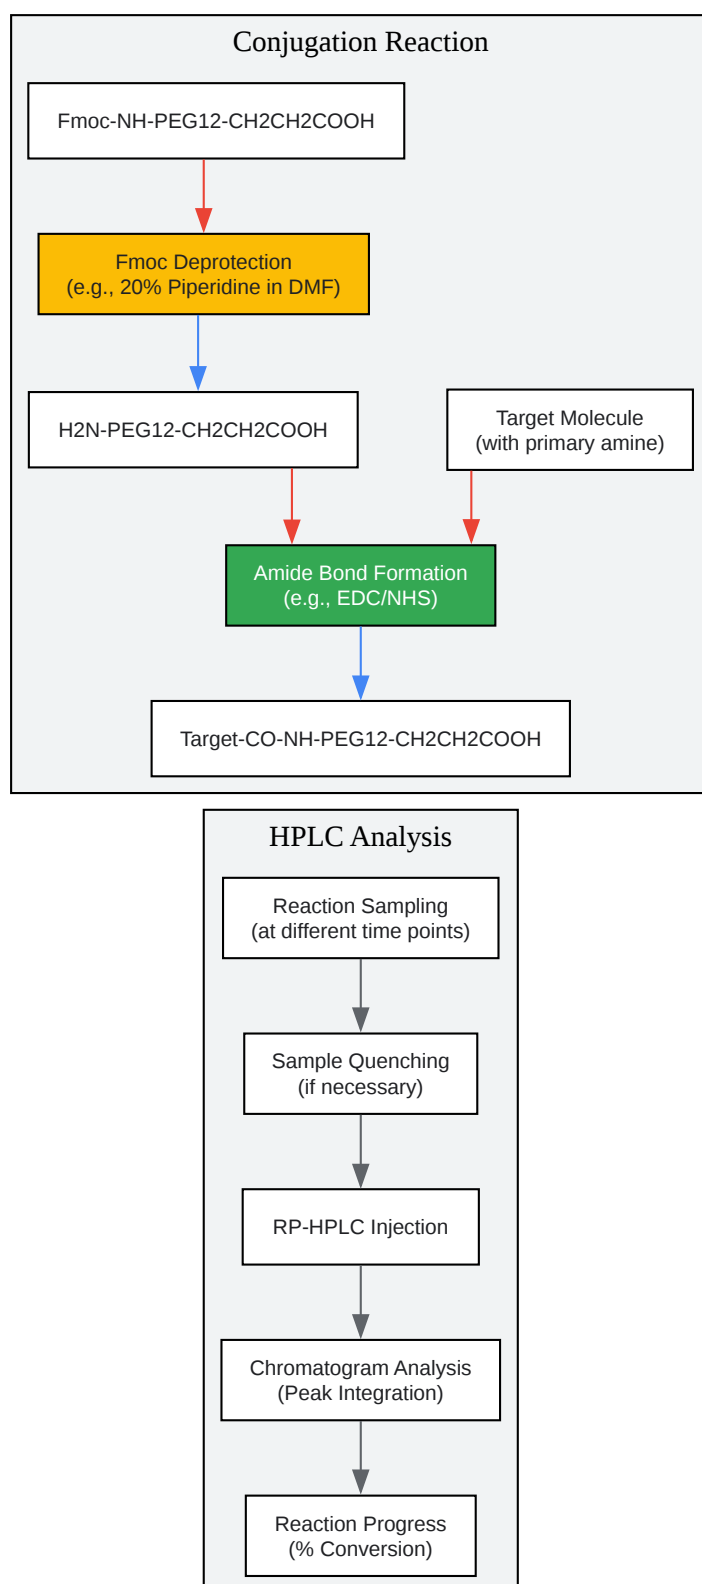 Conjugation Reaction
Fmoc-NH-PEG12-CH2CH2COOH
Fmoc Deprotection
(e.g., 20% Piperidine in DMF)
H2N-PEG12-CH2CH2COOH
Target Molecule
(with primary amine)
Amide Bond Formation
(e.g., EDC/NHS)
Target-CO-NH-PEG12-CH2CH2COOH
HPLC Analysis
Reaction Sampling
(at different time points)
Sample Quenching
(if necessary)
RP-HPLC Injection
Chromatogram Analysis
(Peak Integration)
Reaction Progress
(% Conversion)